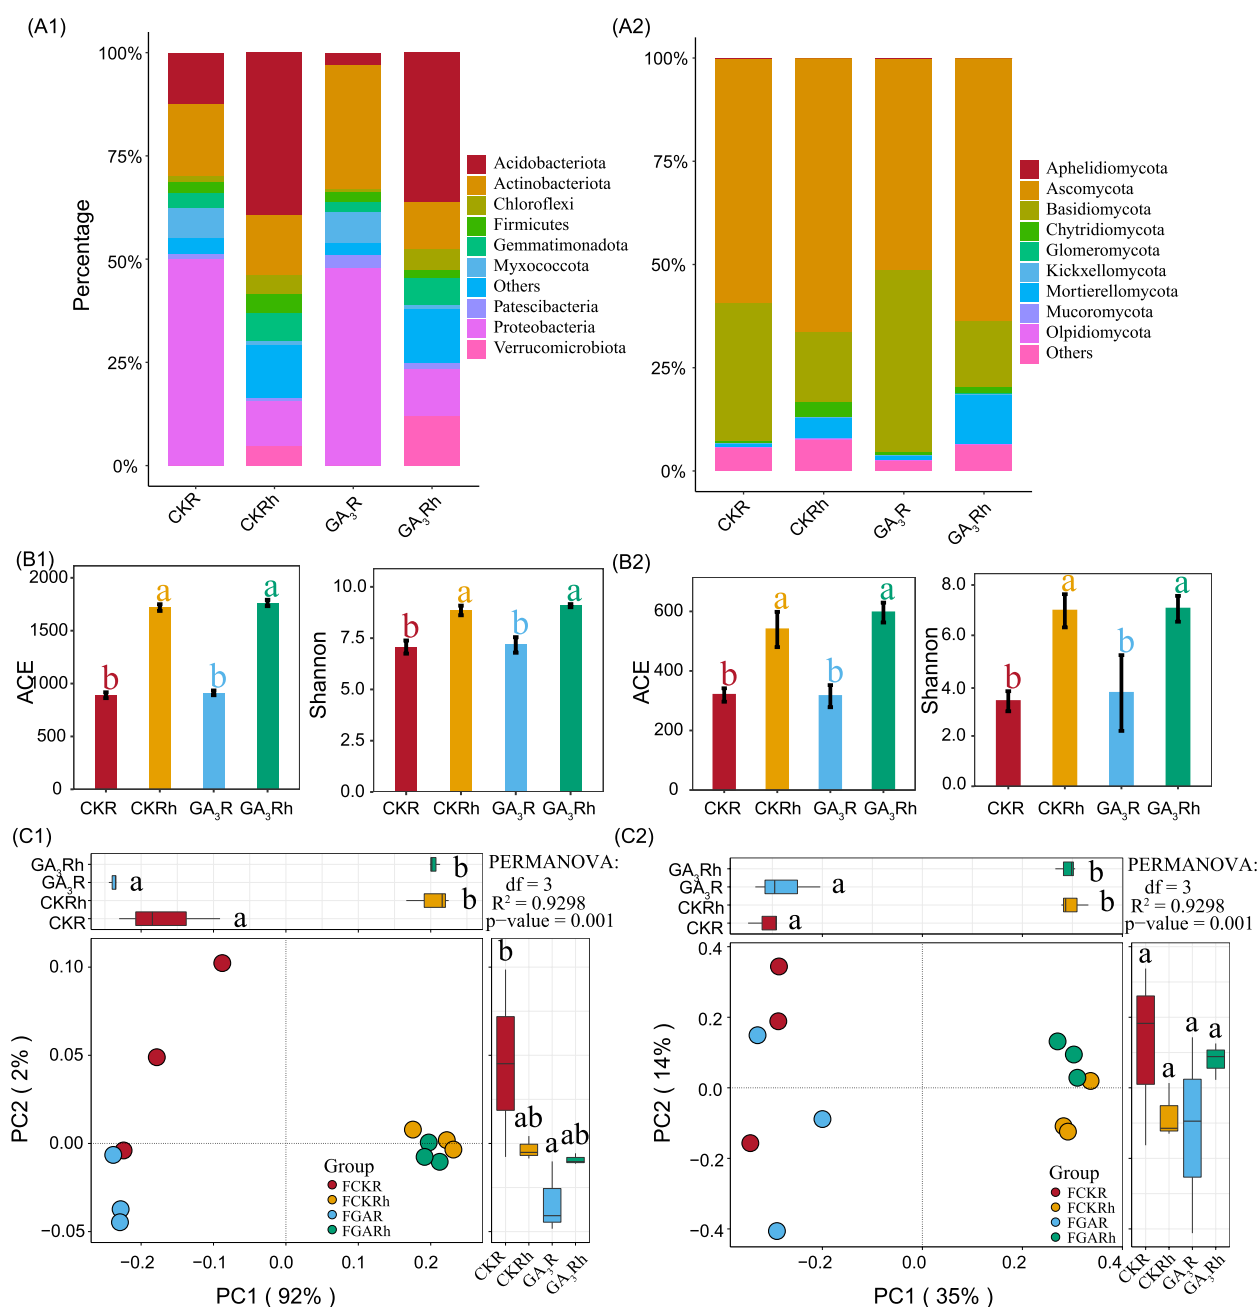 (A1)
100%
75%
50%
25%
0%
Percentage
CKR
CKRh
GA3R
GA3Rh
Acidobacteriota
Actinobacteriota
Chloroflexi
Firmicutes
Gemmatimonadota
Myxococcota
Others
Patescibacteria
Proteobacteria
Verrucomicrobiota
(A2)
100%
75%
50%
25%
0%
CKR
CKRh
GA3R
GA3Rh
Aphelidiomycota
Ascomycota
Basidiomycota
Chytridiomycota
Glomeromycota
Kickxellomycota
Mortierellomycota
Mucoromycota
Olpidiomycota
Others
(B1)
2000
1500
1000
500
0
ACE
b
a
b
a
CKR
CKRh
GA3R
GA3Rh
10.0
7.5
5.0
2.5
0.0
Shannon
b
a
b
a
CKR
CKRh
GA3R
GA3Rh
(B2)
600
400
200
0
ACE
b
a
b
a
CKR
CKRh
GA3R
GA3Rh
8.0
6.0
4.0
2.0
0.0
Shannon
b
a
b
a
CKR
CKRh
GA3R
GA3Rh
(C1)
GA3Rh
GA3R
CKRh
CKR
b
a
b
a
PERMANOVA:
df = 3
R² = 0.9298
p−value = 0.001
0.10
0.05
0.00
−0.05
PC2 ( 2% )
−0.2
−0.1
0.0
0.1
0.2
PC1 ( 92% )
Group
FCKR
FCKRh
FGAR
FGARh
b
ab
a
ab
CKR
CKRh
GA3R
GA3Rh
(C2)
GA3Rh
GA3R
CKRh
CKR
b
a
b
a
PERMANOVA:
df = 3
R² = 0.9298
p−value = 0.001
0.4
0.2
0.0
−0.2
−0.4
PC2 ( 14% )
−0.2
0.0
0.2
0.4
PC1 ( 35% )
Group
FCKR
FCKRh
FGAR
FGARh
a
a
a
a
CKR
CKRh
GA3R
GA3Rh